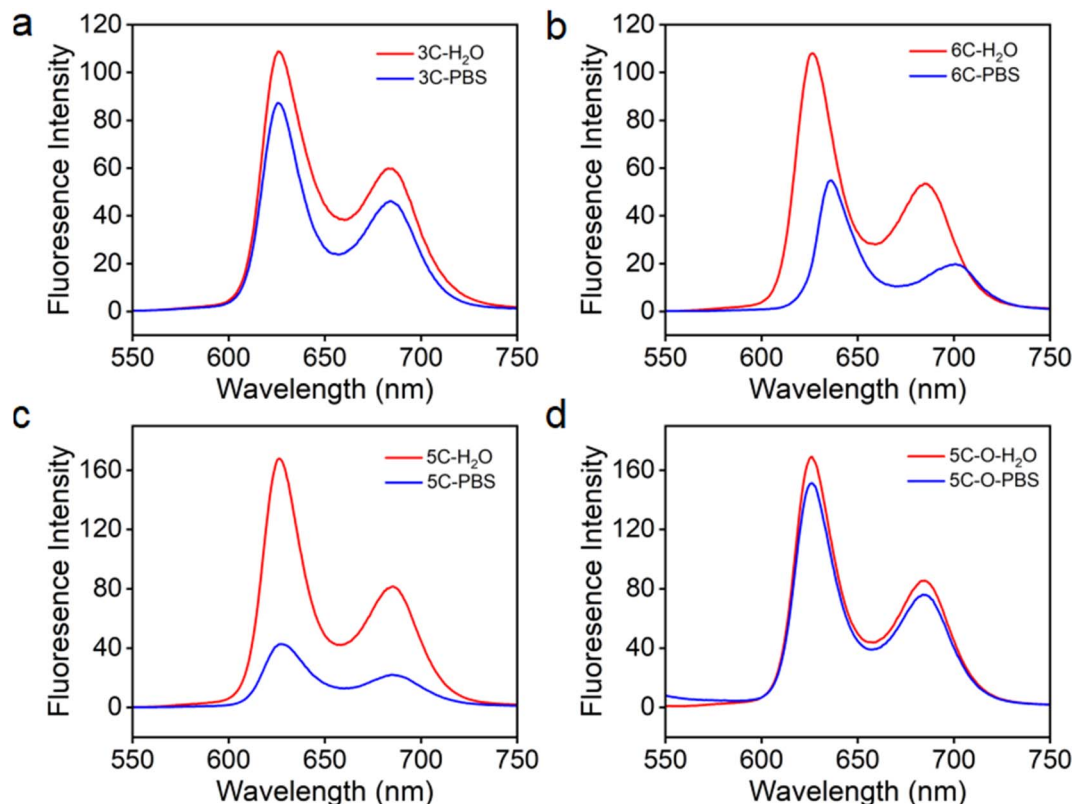 a
120
100
80
60
40
20
0
Fluoresence Intensity
3C-H₂O
3C-PBS
550 600 650 700 750
Wavelength (nm)
b
120
100
80
60
40
20
0
Fluoresence Intensity
6C-H₂O
6C-PBS
550 600 650 700 750
Wavelength (nm)
c
160
120
80
40
0
Fluoresence Intensity
5C-H₂O
5C-PBS
550 600 650 700 750
Wavelength (nm)
d
160
120
80
40
0
Fluoresence Intensity
5C-O-H₂O
5C-O-PBS
550 600 650 700 750
Wavelength (nm)